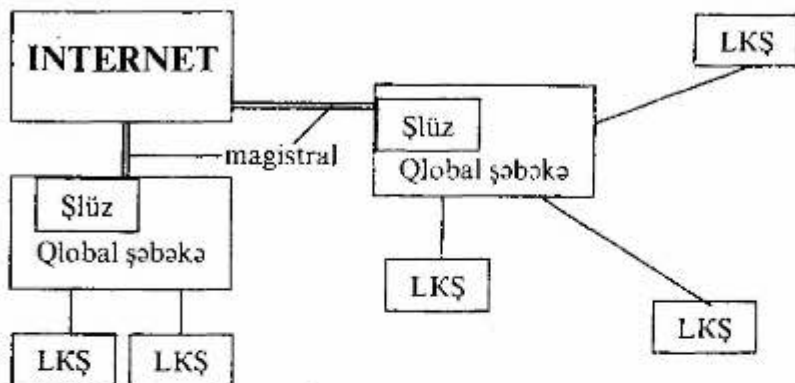 INTERNET
LKŞ
Şlüz
Qlobal şəbəkə
magistral
Şlüz
Qlobal şəbəkə
LKŞ
LKŞ
LKŞ
LKŞ